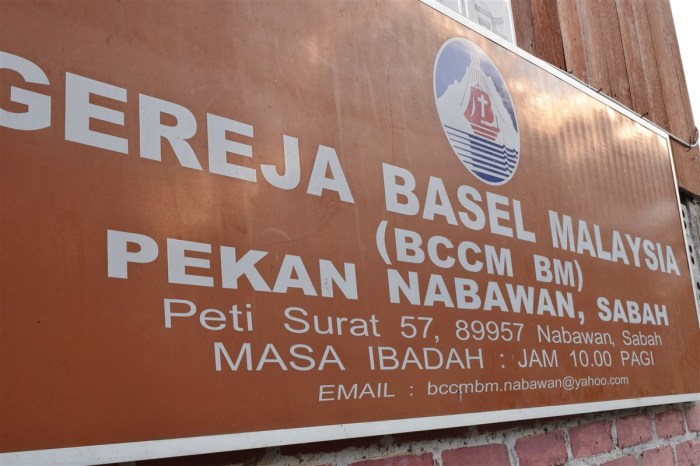 GEREJA BASEL MALAYSIA
(BCCM BM)
PEKAN NABAWAN, SABAH
Peti Surat 57, 89957 Nabawan, Sabah
MASA IBADAH : JAM 10.00 PAGI
EMAIL : bccmbm.nabawan@yahoo.com